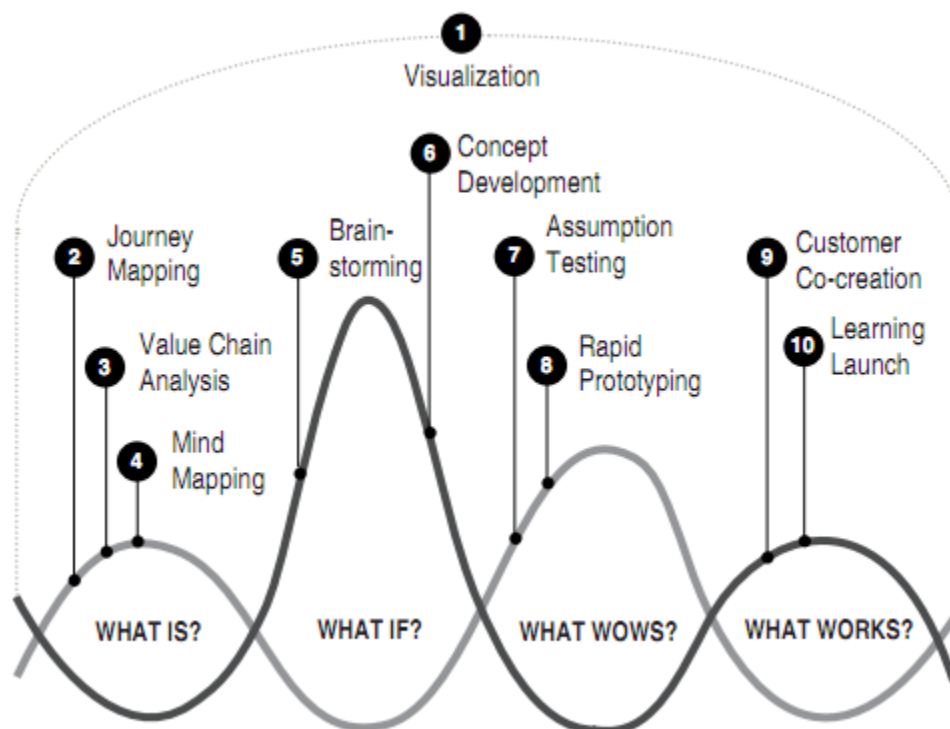 1
Visualization
6
Concept
Development
2
Journey
Mapping
5
Brain-
storming
7
Assumption
Testing
9
Customer
Co-creation
3
Value Chain
Analysis
8
Rapid
Prototyping
10
Learning
Launch
4
Mind
Mapping
WHAT IS?
WHAT IF?
WHAT WOWS?
WHAT WORKS?